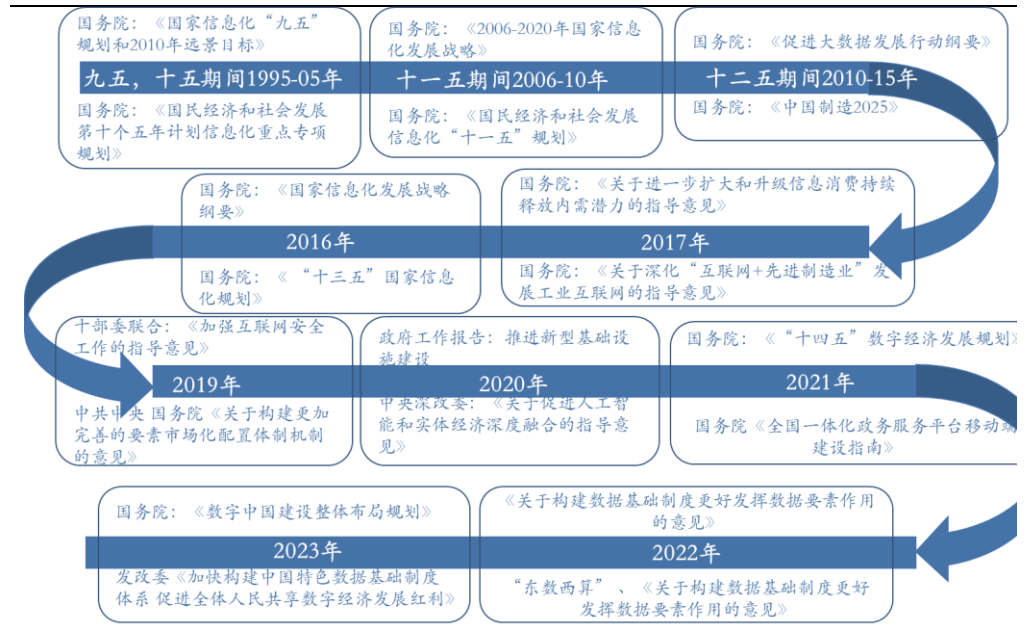 国务院：《国家信息化“九五”
规划和2010年远景目标》
九五，十五期间1995-05年
国务院：《国民经济和社会发展
第十个五年计划信息化重点专项
规划》
国务院：《2006-2020年国家信息
化发展战略》
十一五期间2006-10年
国务院：《国民经济和社会发展
信息化“十一五”规划》
国务院：《促进大数据发展行动纲要》
十二五期间2010-15年
国务院：《中国制造2025》
国务院：《关于进一步扩大和升级信息消费持续
释放内需潜力的指导意见》
2017年
国务院：《关于深化“互联网+先进制造业”发
展工业互联网的指导意见》
国务院：《国家信息化发展战略
纲要》
2016年
国务院：《 “十三五”国家信息
化规划》
十部委联合：《加强互联网安全
工作的指导意见》
2019年
中共中央 国务院《关于构建更加
完善的要素市场化配置体制机制
的意见》
政府工作报告：推进新型基础设
施建设
2020年
中央深改委：《关于促进人工智
能和实体经济深度融合的指导意
见》
国务院：《 “十四五”数字经济发展规划》
2021年
国务院《全国一体化政务服务平台移动端
建设指南》
《关于构建数据基础制度更好发挥数据要素作用
的意见》
2022年
“东数西算”、《关于构建数据基础制度更好
发挥数据要素作用的意见》
国务院：《数字中国建设整体布局规划》
2023年
发改委《加快构建中国特色数据基础制度
体系 促进全体人民共享数字经济发展红利》